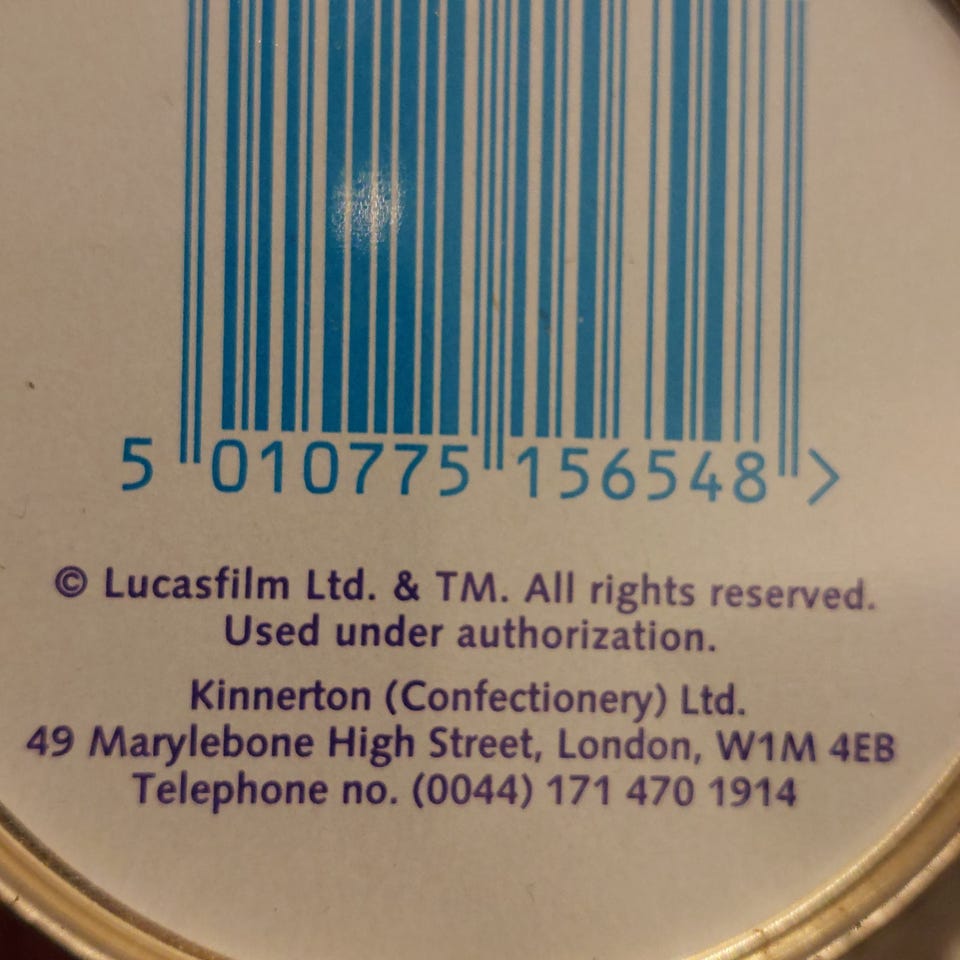 5 010775 156548 >
© Lucasfilm Ltd. & TM. All rights reserved.
Used under authorization.
Kinnerton (Confectionery) Ltd.
49 Marylebone High Street, London, W1M 4EB
Telephone no. (0044) 171 470 1914